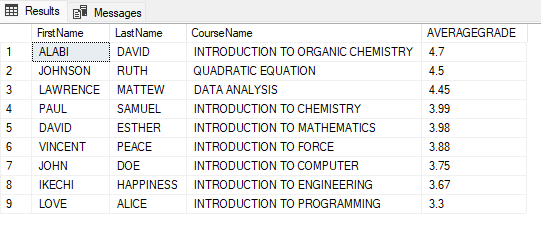 Results Messages
FirstName LastName CourseName AVERAGEGRADE
1 ALABI DAVID INTRODUCTION TO ORGANIC CHEMISTRY 4.7
2 JOHNSON RUTH QUADRATIC EQUATION 4.5
3 LAWRENCE MATTEW DATA ANALYSIS 4.45
4 PAUL SAMUEL INTRODUCTION TO CHEMISTRY 3.99
5 DAVID ESTHER INTRODUCTION TO MATHEMATICS 3.98
6 VINCENT PEACE INTRODUCTION TO FORCE 3.88
7 JOHN DOE INTRODUCTION TO COMPUTER 3.75
8 IKECHI HAPPINESS INTRODUCTION TO ENGINEERING 3.67
9 LOVE ALICE INTRODUCTION TO PROGRAMMING 3.3